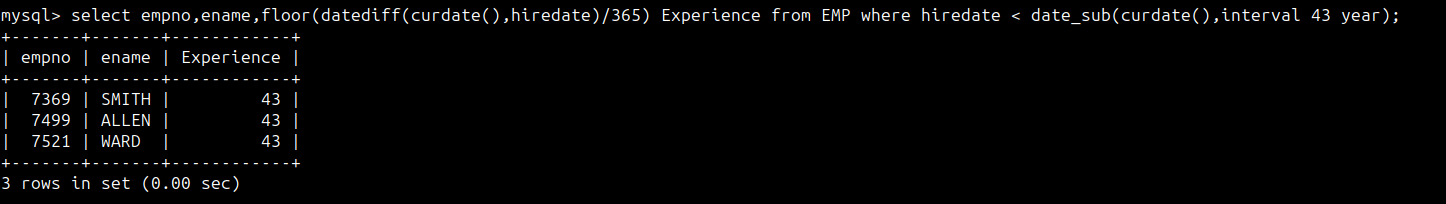 mysql> select empno,ename,floor(datediff(curdate(),hiredate)/365) Experience from EMP where hiredate < date_sub(curdate(),interval 43 year);
+-------+-------+------------+
| empno | ename | Experience |
+-------+-------+------------+
|  7369 | SMITH |         43 |
|  7499 | ALLEN |         43 |
|  7521 | WARD  |         43 |
+-------+-------+------------+
3 rows in set (0.00 sec)